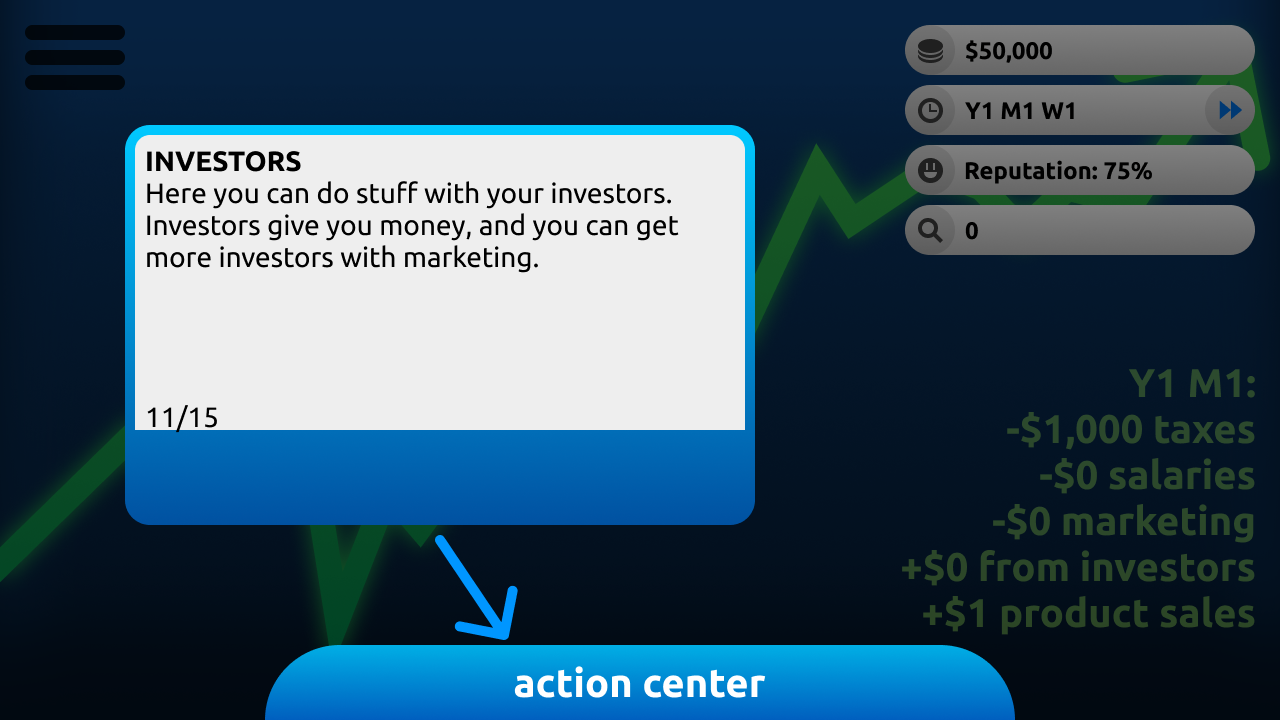 $50,000
Y1 M1 W1
Reputation: 75%
0
INVESTORS
Here you can do stuff with your investors.
Investors give you money, and you can get
more investors with marketing.
11/15
Y1 M1:
-$1,000 taxes
-$0 salaries
-$0 marketing
+$0 from investors
+$1 product sales
action center